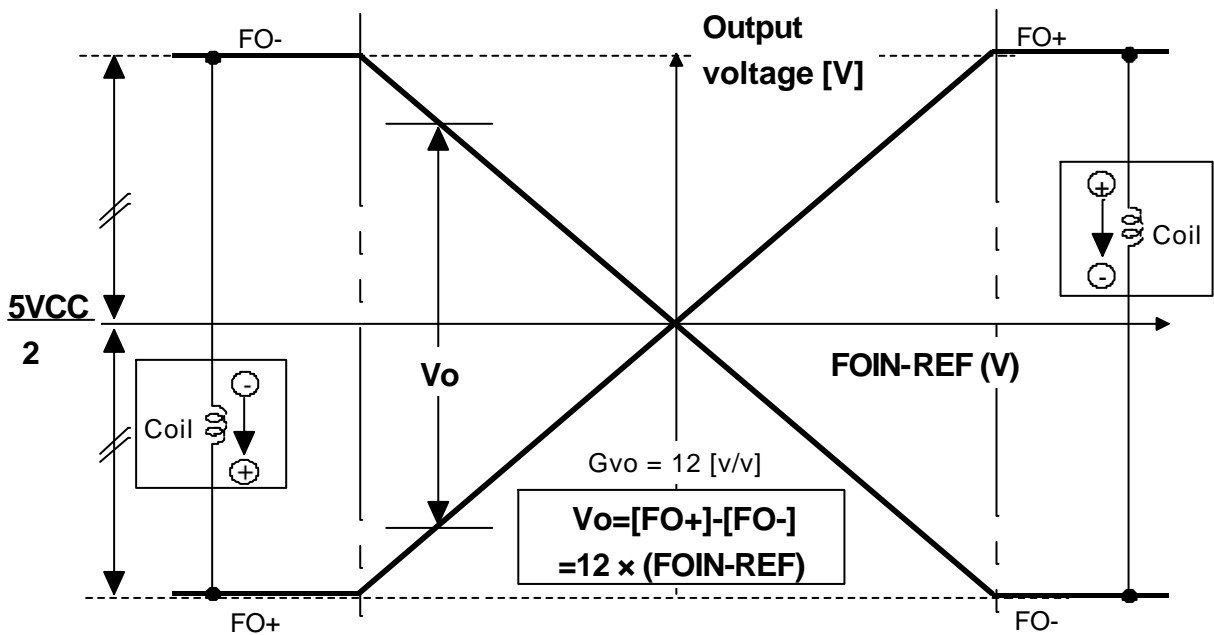 FO-
Output
voltage [V]
FO+
+
-
Coil
5VCC
2
FOIN-REF (V)
Vo
-
Coil
+
Gvo = 12 [v/v]
Vo=[FO+]-[FO-]
=12 × (FOIN-REF)
FO+
FO-